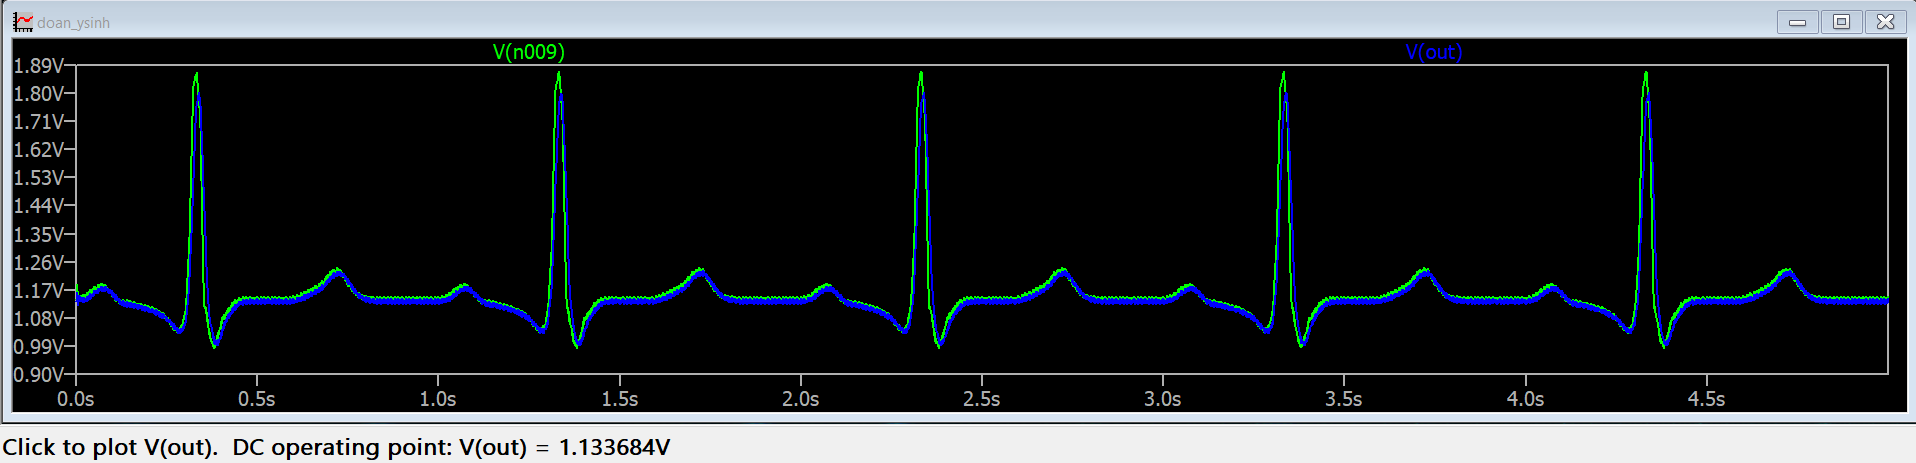 doan_ysinh
V(n009) V(out)
1.89V
1.80V
1.71V
1.62V
1.53V
1.44V
1.35V
1.26V
1.17V
1.08V
0.99V
0.90V
0.0s 0.5s 1.0s 1.5s 2.0s 2.5s 3.0s 3.5s 4.0s 4.5s
Click to plot V(out).  DC operating point: V(out) = 1.133684V